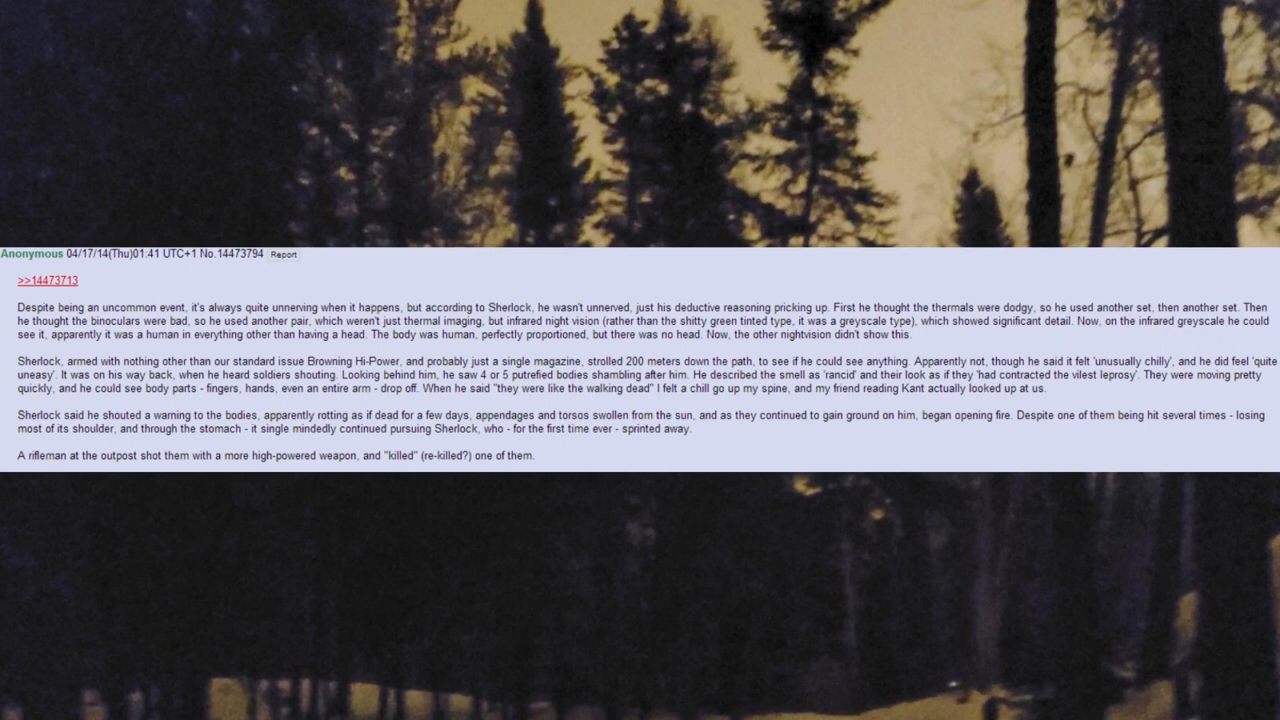 Anonymous 04/17/14(Thu)01:41 UTC+1 No.14473794 Report
>>14473713
Despite being an uncommon event, it's always quite unnerving when it happens, but according to Sherlock, he wasn't unnerved, just his deductive reasoning pricking up. First he thought the thermals were dodgy, so he used another set, then another set. Then
he thought the binoculars were bad, so he used another pair, which weren't just thermal imaging, but infrared night vision (rather than the shitty green tinted type, it was a greyscale type), which showed significant detail. Now, on the infrared greyscale he could
see it, apparently it was a human in everything other than having a head. The body was human, perfectly proportioned, but there was no head. Now, the other nightvision didn't show this.
Sherlock, armed with nothing other than our standard issue Browning Hi-Power, and probably just a single magazine, strolled 200 meters down the path, to see if he could see anything. Apparently not, though he said it felt 'unusually chilly', and he did feel 'quite
uneasy'. It was on his way back, when he heard soldiers shouting. Looking behind him, he saw 4 or 5 putrefied bodies shambling after him. He described the smell as 'rancid' and their look as if they 'had contracted the vilest leprosy'. They were moving pretty
quickly, and he could see body parts - fingers, hands, even an entire arm - drop off. When he said "they were like the walking dead" I felt a chill go up my spine, and my friend reading Kant actually looked up at us.
Sherlock said he shouted a warning to the bodies, apparently rotting as if dead for a few days, appendages and torsos swollen from the sun, and as they continued to gain ground on him, began opening fire. Despite one of them being hit several times - losing
most of its shoulder, and through the stomach - it single mindedly continued pursuing Sherlock, who - for the first time ever - sprinted away.
A rifleman at the outpost shot them with a more high-powered weapon, and "killed" (re-killed?) one of them.